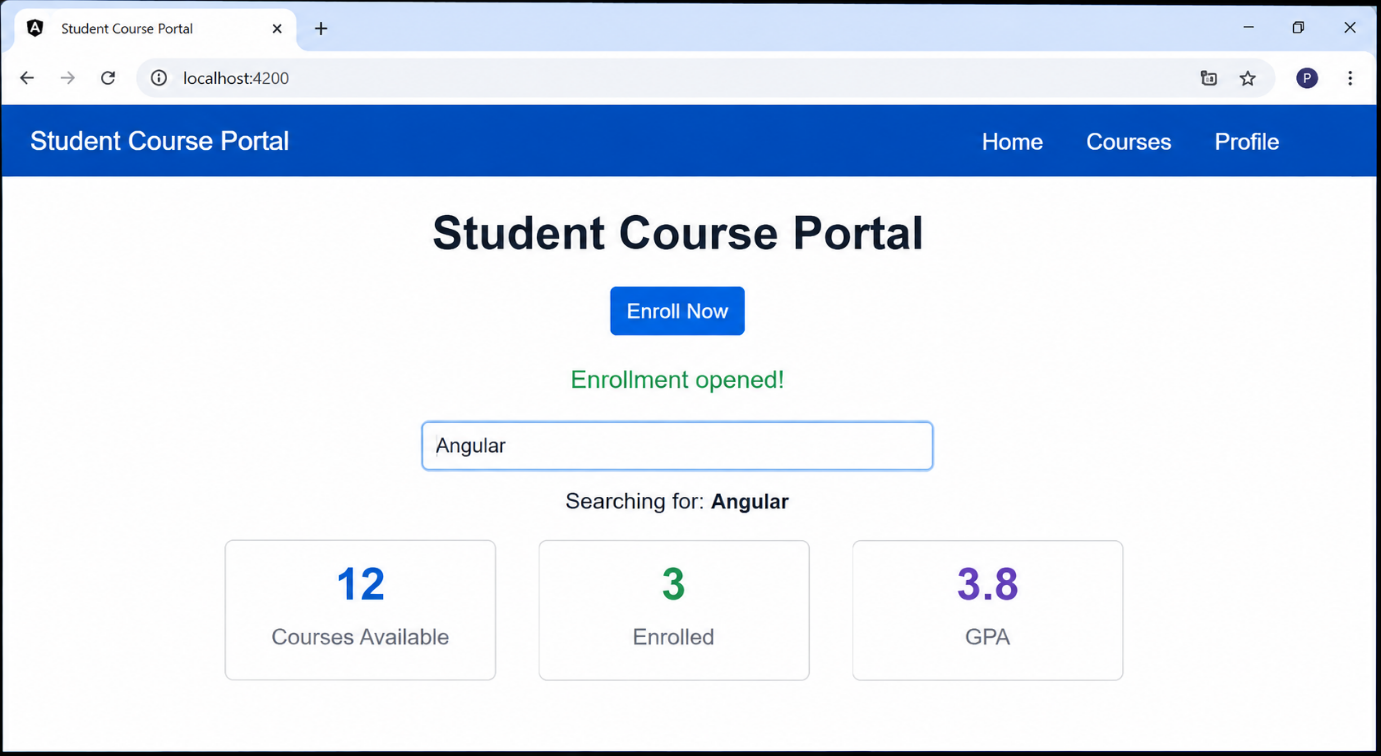 Student Course Portal
localhost:4200
P
Student Course Portal Home Courses Profile
Student Course Portal
Enroll Now
Enrollment opened!
Angular
Searching for: Angular
12 3 3.8
Courses Available Enrolled GPA